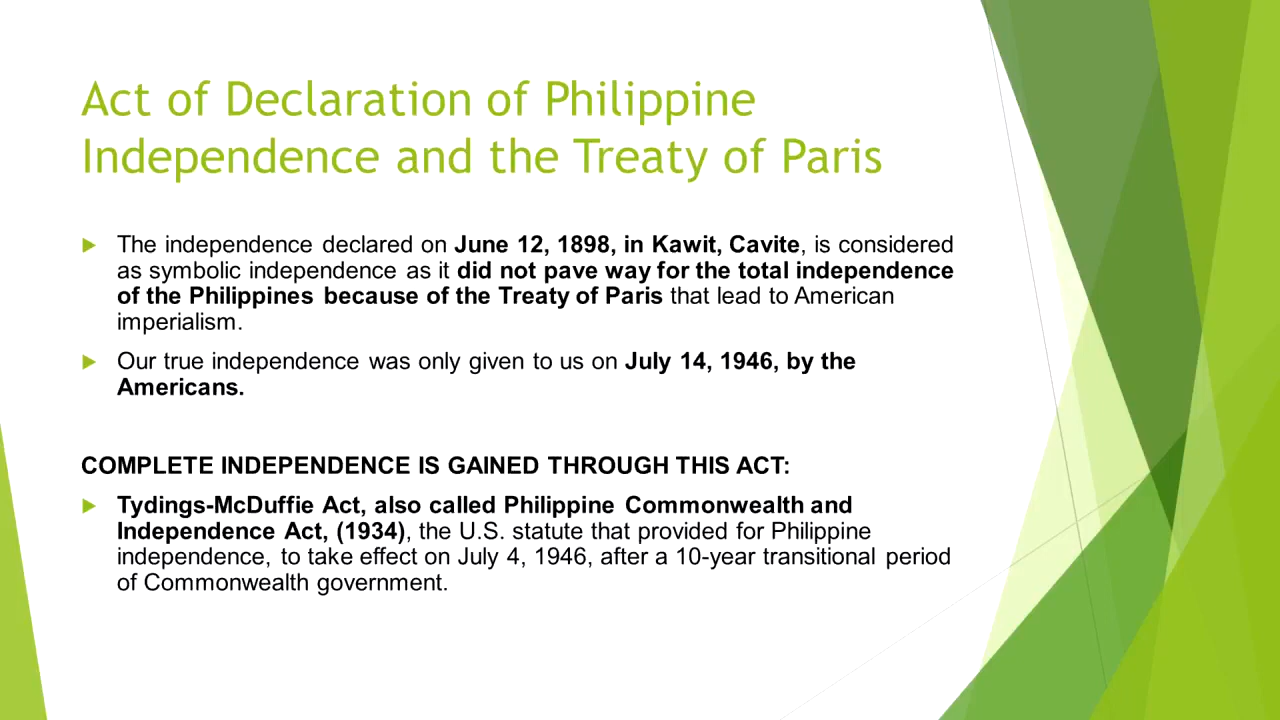 Act of Declaration of Philippine
Independence and the Treaty of Paris
The independence declared on June 12, 1898, in Kawit, Cavite, is considered
as symbolic independence as it did not pave way for the total independence
of the Philippines because of the Treaty of Paris that lead to American
imperialism.
Our true independence was only given to us on July 14, 1946, by the
Americans.
COMPLETE INDEPENDENCE IS GAINED THROUGH THIS ACT:
Tydings-McDuffie Act, also called Philippine Commonwealth and
Independence Act, (1934), the U.S. statute that provided for Philippine
independence, to take effect on July 4, 1946, after a 10-year transitional period
of Commonwealth government.